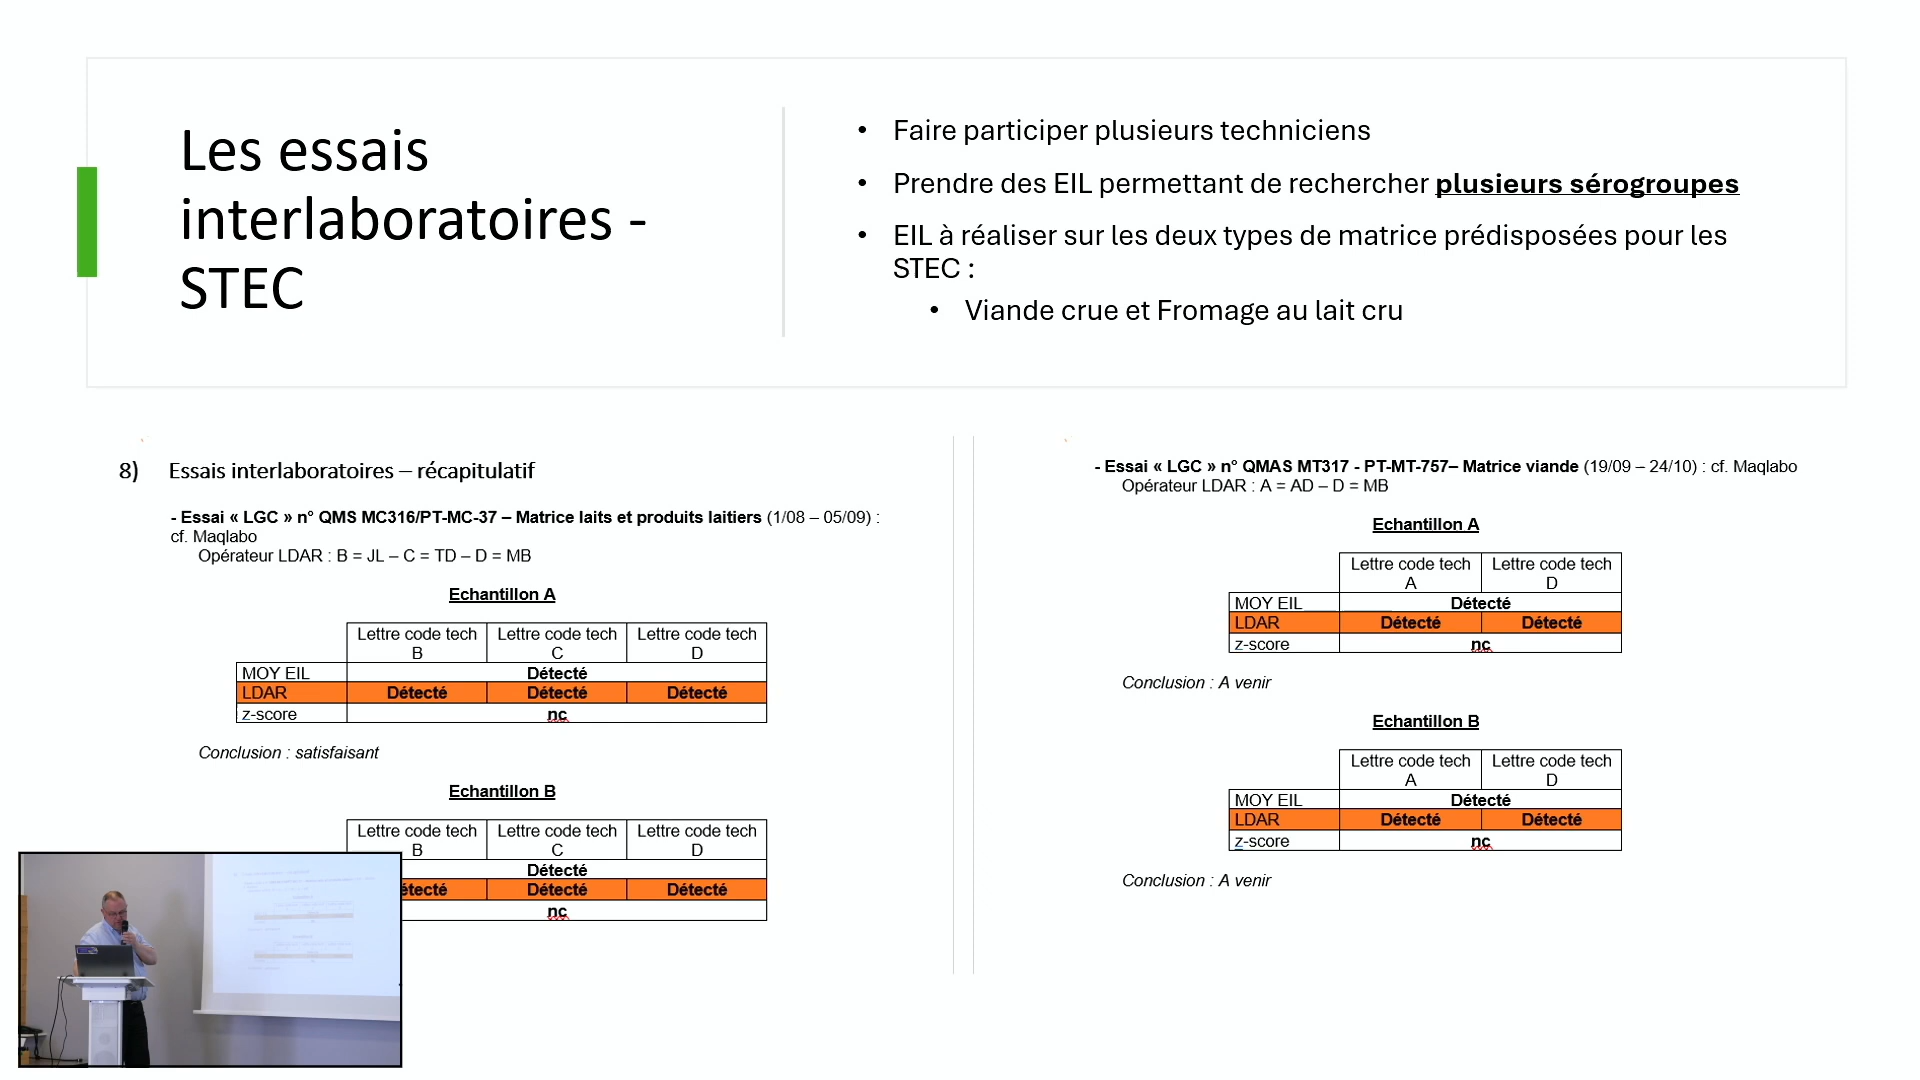 Les essais
interlaboratoires -
STEC
• Faire participer plusieurs techniciens
• Prendre des EIL permettant de rechercher plusieurs sérogroupes
• EIL à réaliser sur les deux types de matrice prédisposées pour les
STEC :
• Viande crue et Fromage au lait cru
8) Essais interlaboratoires – récapitulatif
- Essai « LGC » n° QMS MC316/PT-MC-37 – Matrice laits et produits laitiers (1/08 – 05/09) :
cf. Maqlabo
Opérateur LDAR : B = JL – C = TD – D = MB
Echantillon A
Lettre code tech Lettre code tech Lettre code tech
B C D
MOY EIL Détecté
LDAR Détecté Détecté Détecté
z-score nc
Conclusion : satisfaisant
Echantillon B
Lettre code tech Lettre code tech Lettre code tech
B C D
Détecté
étecté Détecté Détecté
nc
- Essai « LGC » n° QMAS MT317 - PT-MT-757– Matrice viande (19/09 – 24/10) : cf. Maqlabo
Opérateur LDAR : A = AD – D = MB
Echantillon A
Lettre code tech Lettre code tech
A D
MOY EIL Détecté
LDAR Détecté Détecté
z-score nc
Conclusion : A venir
Echantillon B
Lettre code tech Lettre code tech
A D
MOY EIL Détecté
LDAR Détecté Détecté
z-score nc
Conclusion : A venir